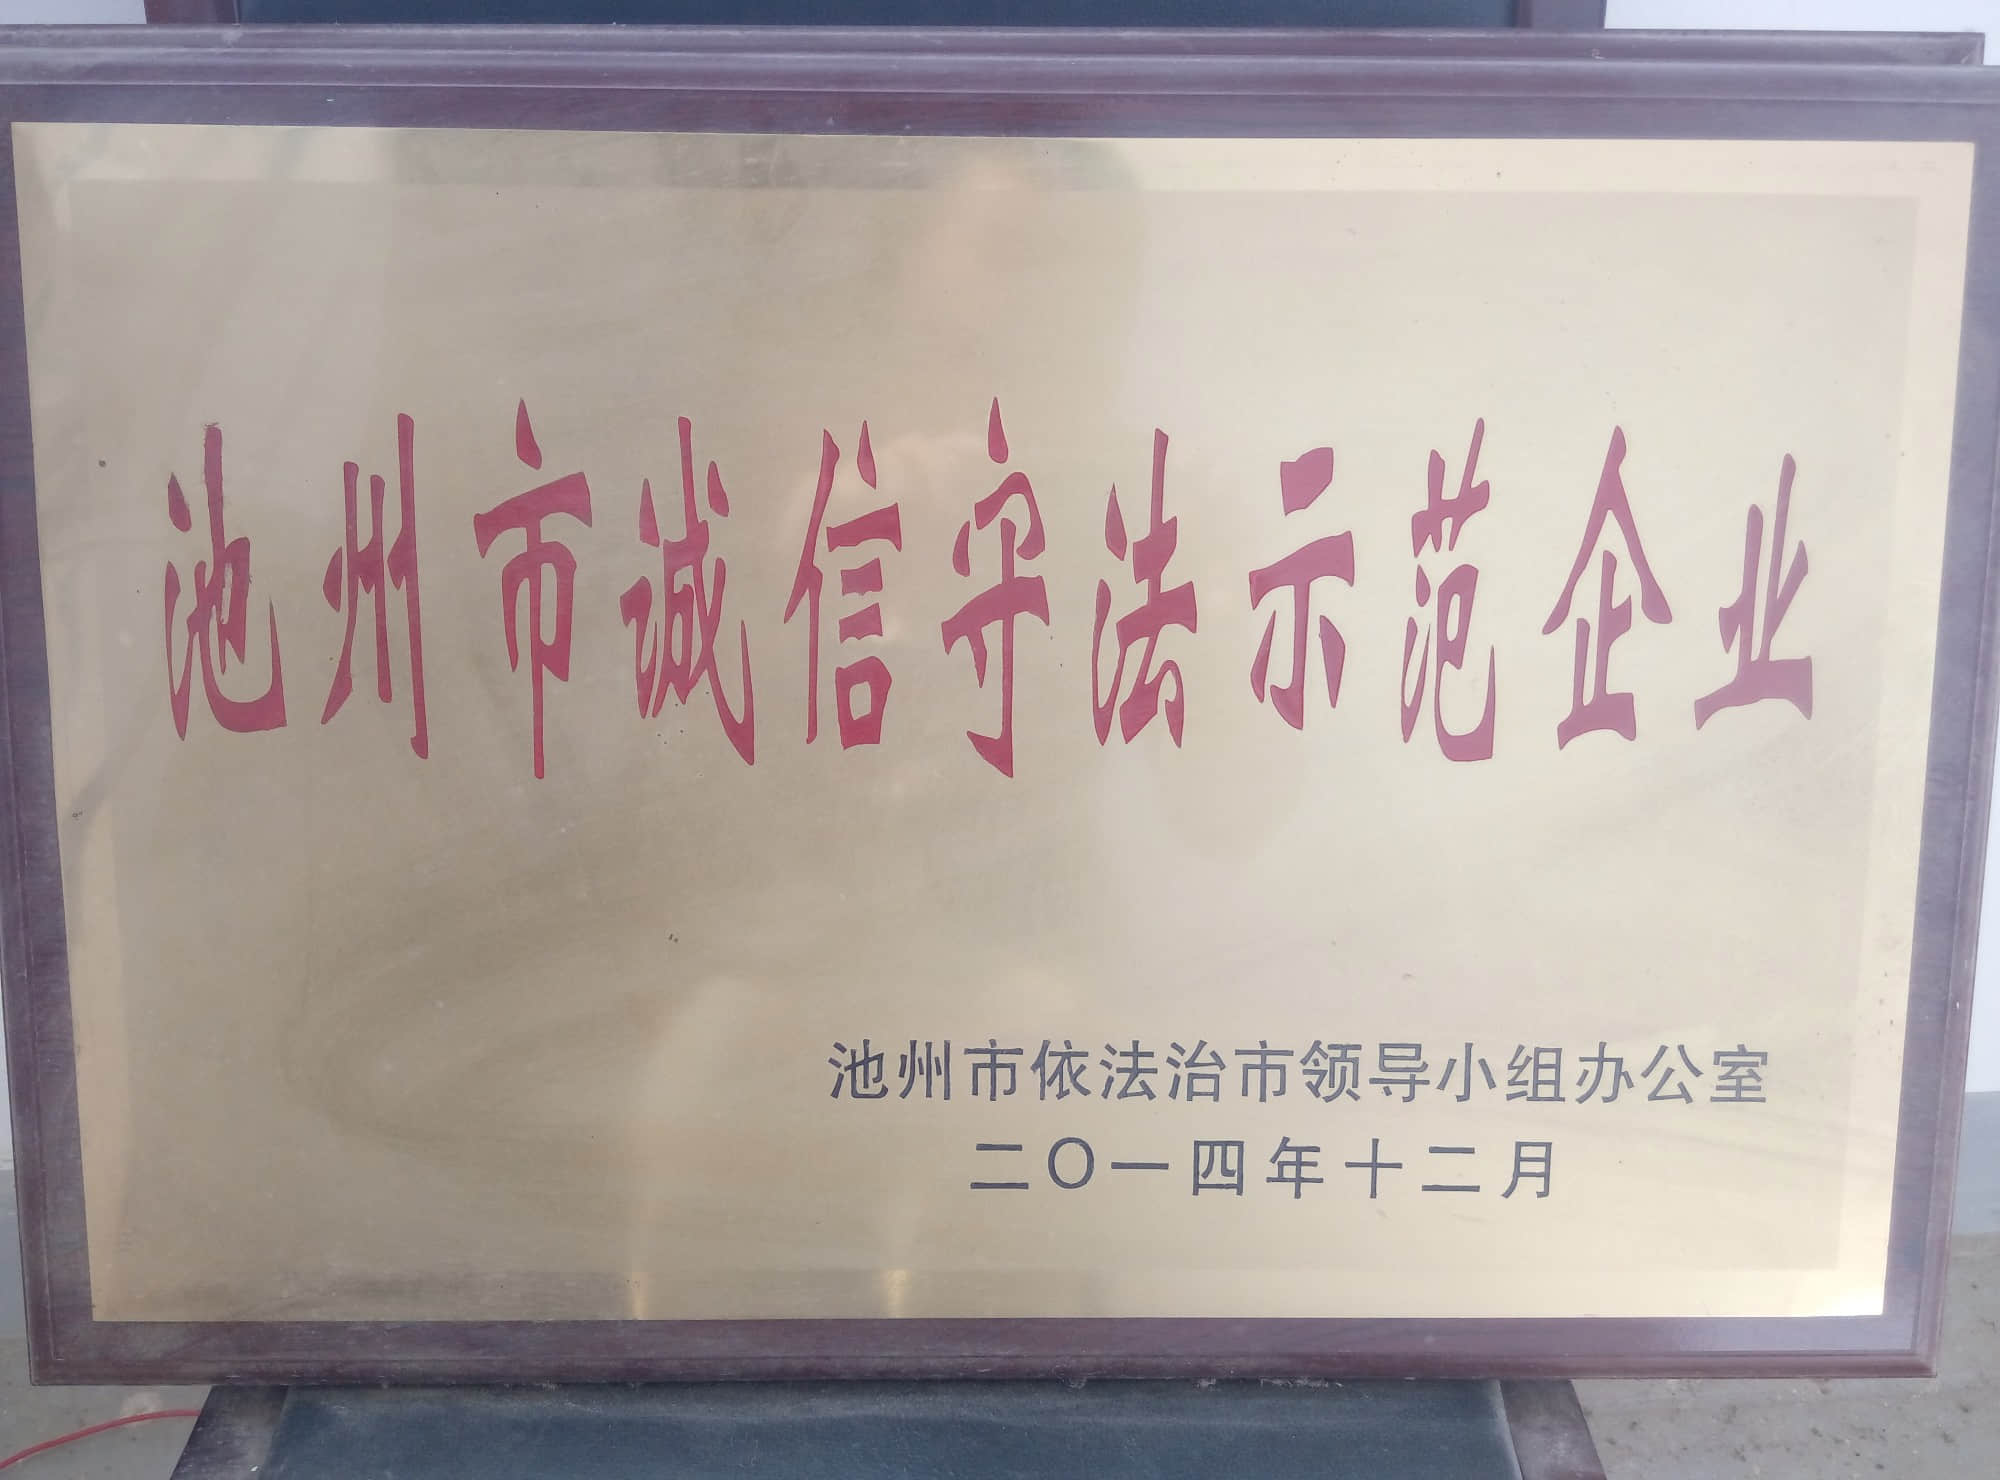 池州市诚信守法示范企业
池州市依法治市领导小组办公室
二〇一四年十二月